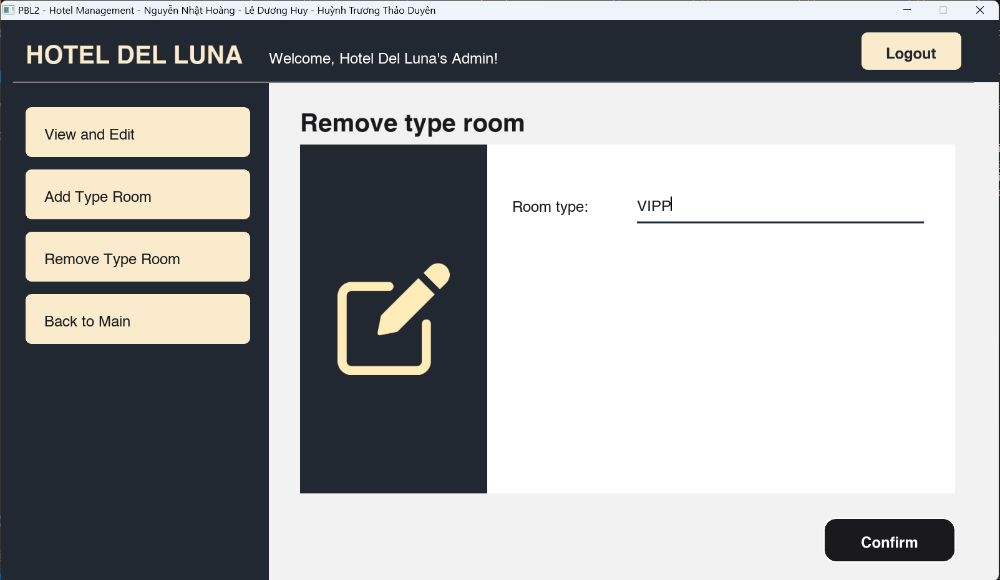 PBL2 - Hotel Management - Nguyễn Nhật Hoàng - Lê Dương Huy - Huỳnh Trương Thảo Duyên
HOTEL DEL LUNA
Welcome, Hotel Del Luna's Admin!
Logout
View and Edit
Add Type Room
Remove Type Room
Back to Main
Remove type room
Room type:
VIPP
Confirm